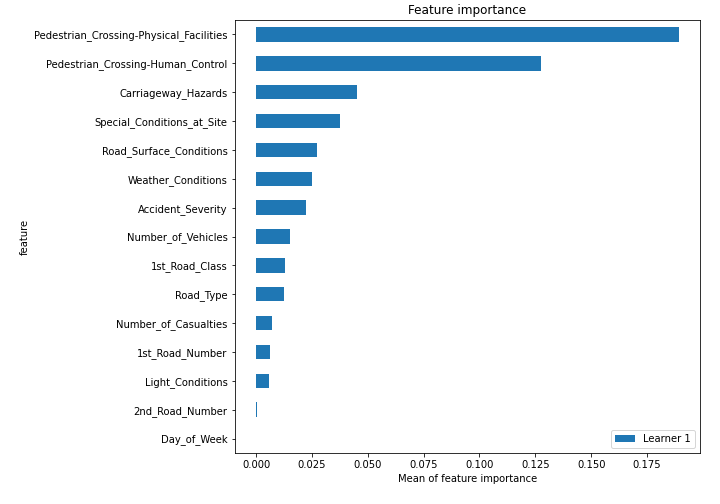 Feature importance
Pedestrian_Crossing-Physical_Facilities
Pedestrian_Crossing-Human_Control
Carriageway_Hazards
Special_Conditions_at_Site
Road_Surface_Conditions
Weather_Conditions
Accident_Severity
Number_of_Vehicles
1st_Road_Class
Road_Type
Number_of_Casualties
1st_Road_Number
Light_Conditions
2nd_Road_Number
Day_of_Week
feature
Learner 1
0.000 0.025 0.050 0.075 0.100 0.125 0.150 0.175
Mean of feature importance